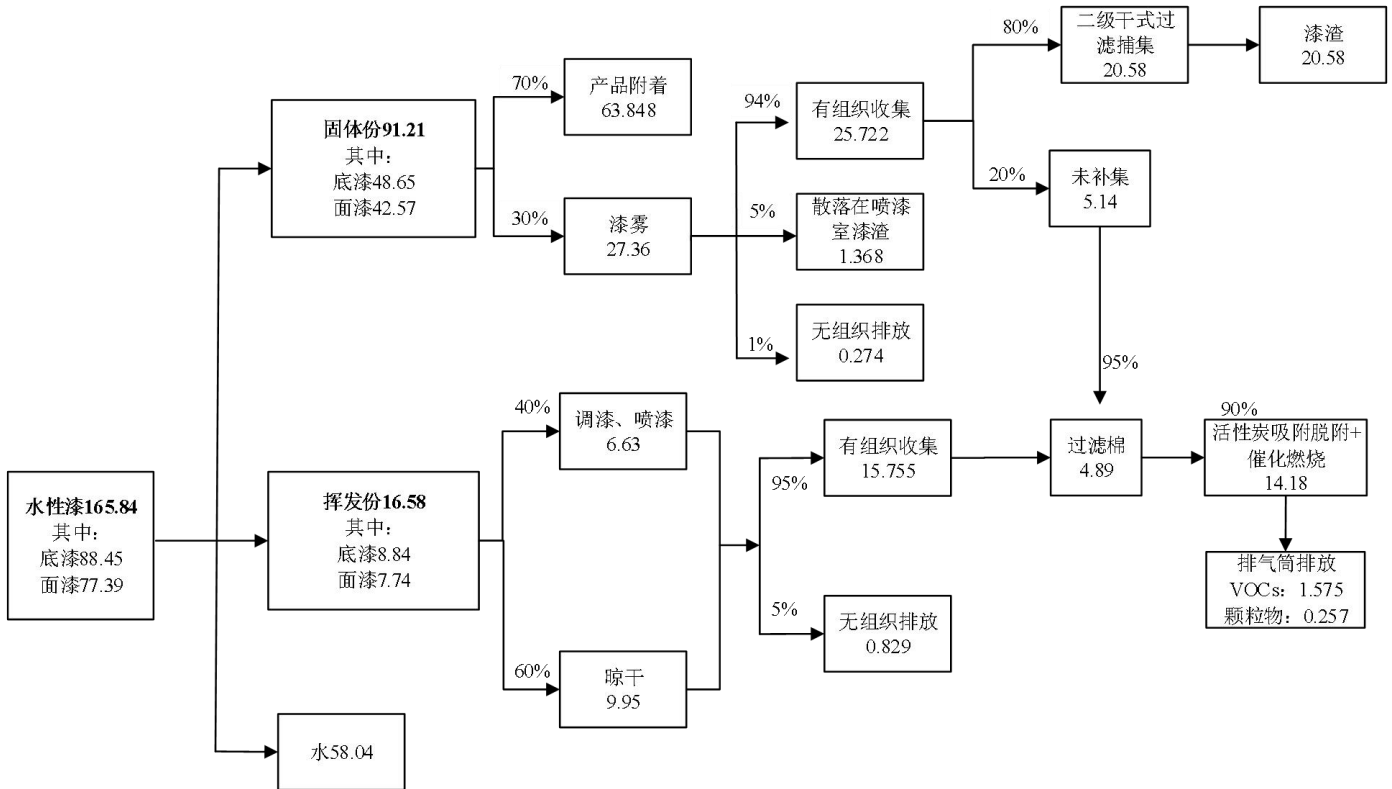 水性漆165.84
其中：
底漆88.45
面漆77.39
固体份91.21
其中：
底漆48.65
面漆42.57
挥发份16.58
其中：
底漆8.84
面漆7.74
水58.04
70%
产品附着
63.848
30%
漆雾
27.36
94%
有组织收集
25.722
5%
散落在喷漆
室漆渣
1.368
1%
无组织排放
0.274
80%
二级干式过
滤捕集
20.58
漆渣
20.58
20%
未补集
5.14
95%
40%
调漆、喷漆
6.63
60%
晾干
9.95
95%
有组织收集
15.755
5%
无组织排放
0.829
过滤棉
4.89
90%
活性炭吸附脱附+
催化燃烧
14.18
排气筒排放
VOCs：1.575
颗粒物：0.257